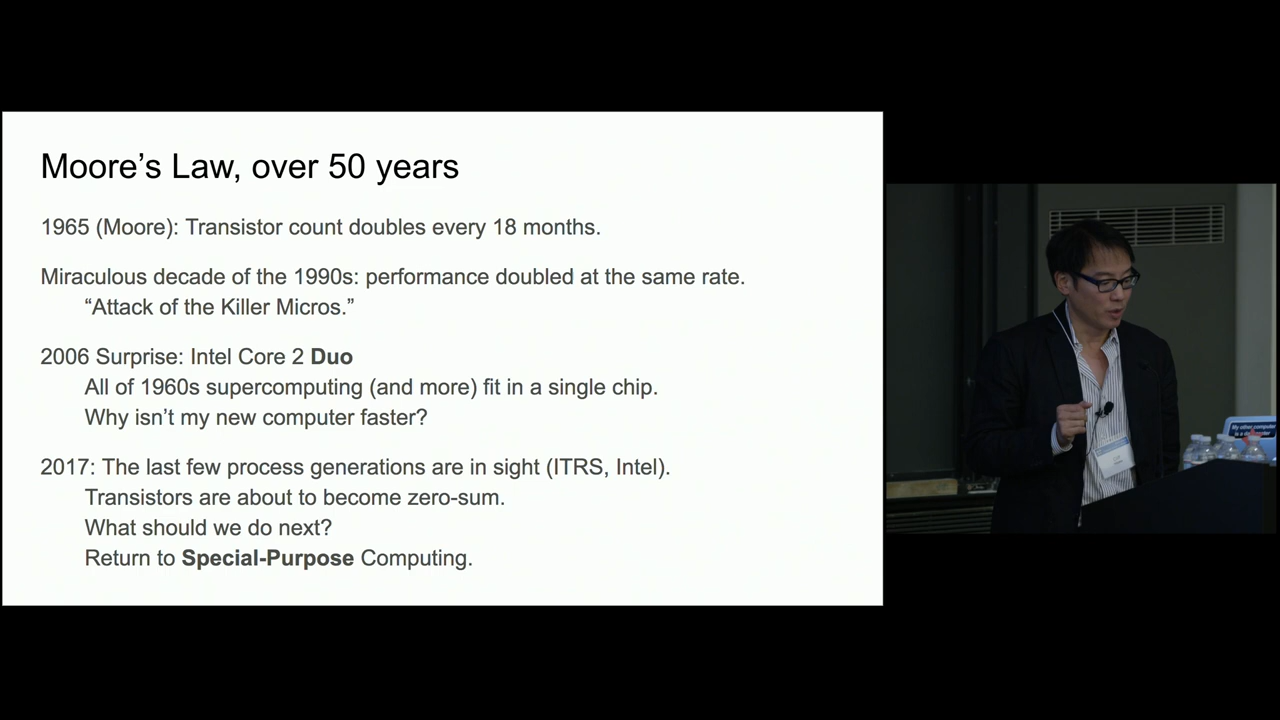 Moore’s Law, over 50 years
1965 (Moore): Transistor count doubles every 18 months.
Miraculous decade of the 1990s: performance doubled at the same rate.
“Attack of the Killer Micros.”
2006 Surprise: Intel Core 2 Duo
All of 1960s supercomputing (and more) fit in a single chip.
Why isn’t my new computer faster?
2017: The last few process generations are in sight (ITRS, Intel).
Transistors are about to become zero-sum.
What should we do next?
Return to Special-Purpose Computing.
My other computer
is a